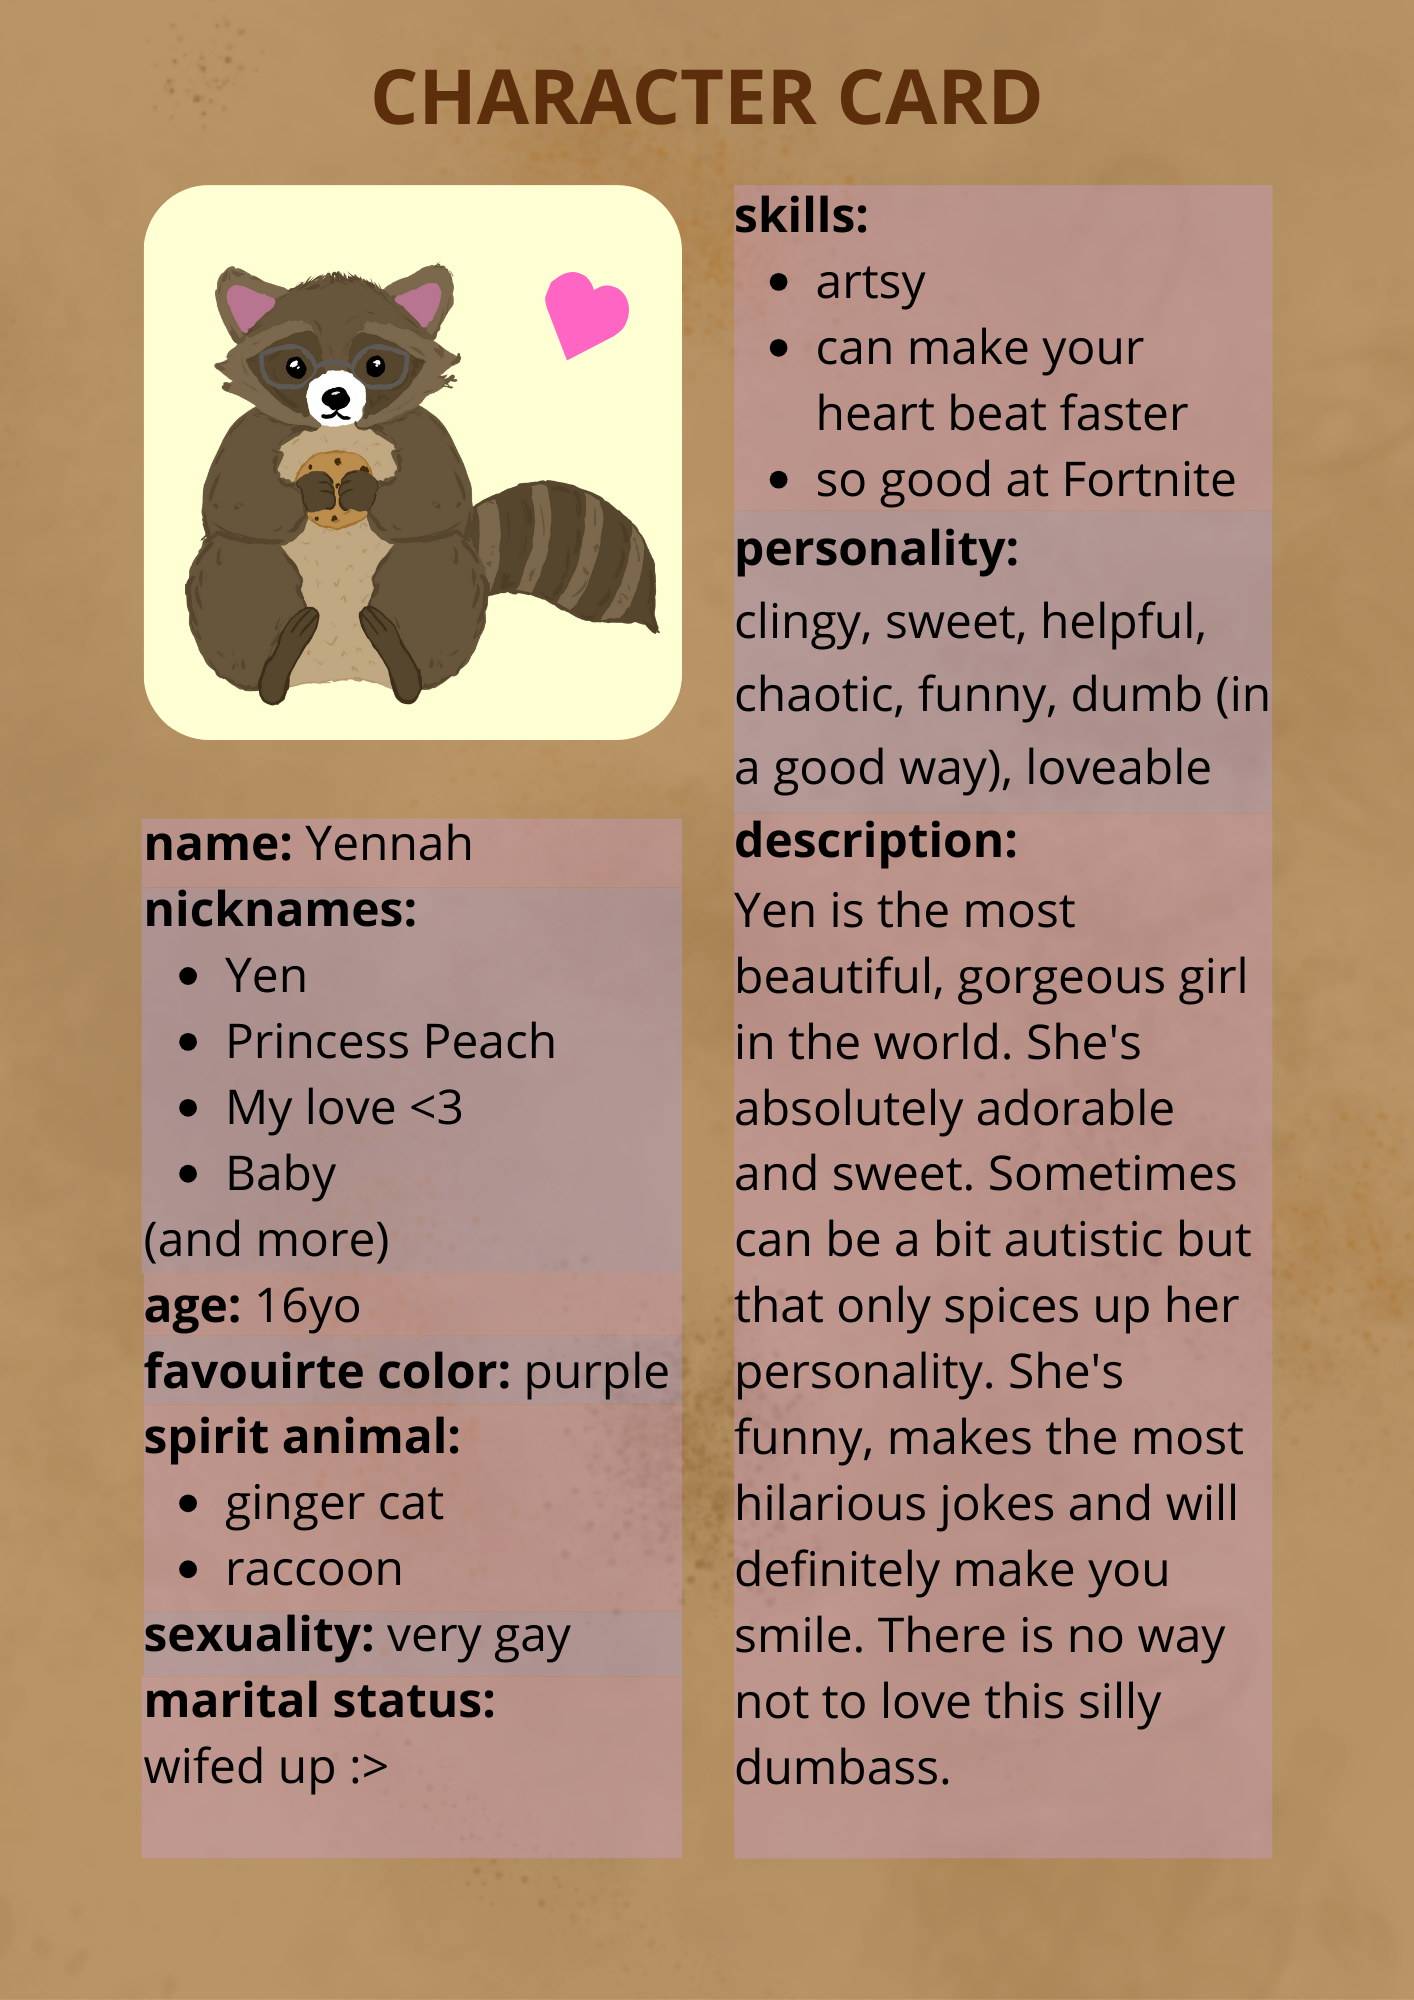 CHARACTER CARD
name: Yennah
nicknames:
• Yen
• Princess Peach
• My love <3
• Baby
(and more)
age: 16yo
favouirte color: purple
spirit animal:
• ginger cat
• raccoon
sexuality: very gay
marital status:
wifed up :>
skills:
• artsy
• can make your
heart beat faster
• so good at Fortnite
personality:
clingy, sweet, helpful,
chaotic, funny, dumb (in
a good way), loveable
description:
Yen is the most
beautiful, gorgeous girl
in the world. She's
absolutely adorable
and sweet. Sometimes
can be a bit autistic but
that only spices up her
personality. She's
funny, makes the most
hilarious jokes and will
definitely make you
smile. There is no way
not to love this silly
dumbass.